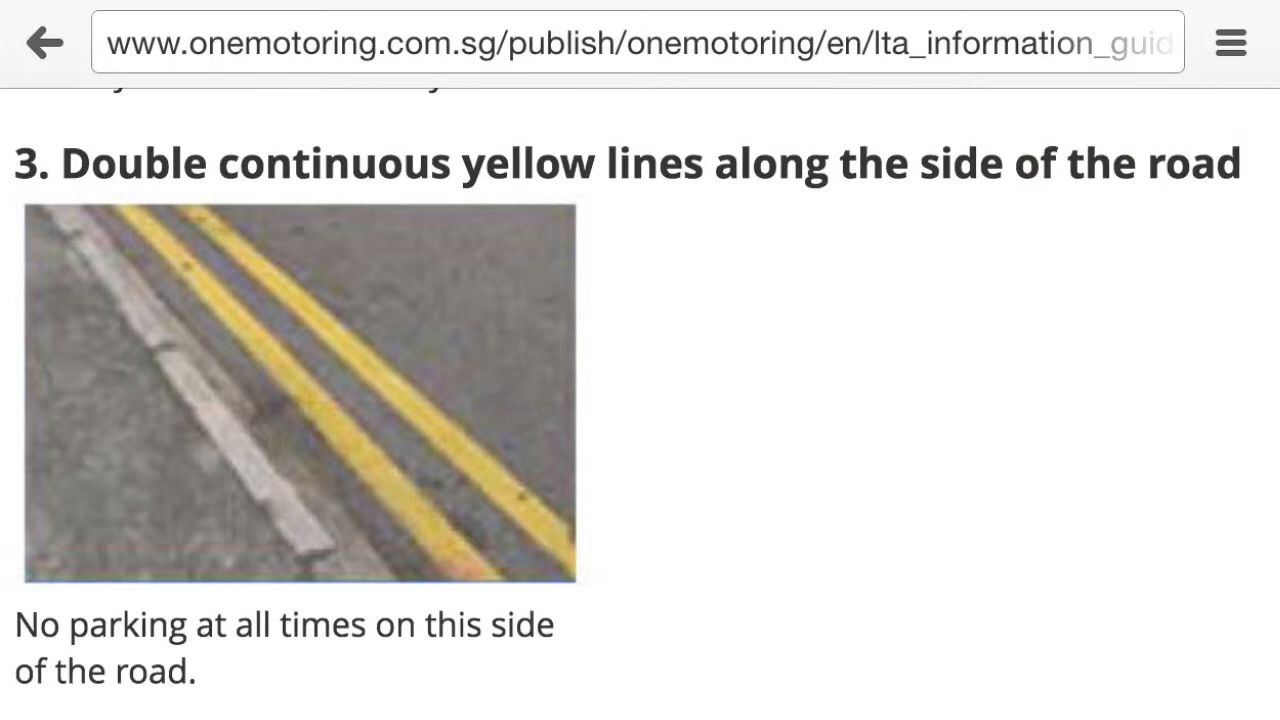 www.onemotoring.com.sg/publish/onemotoring/en/lta_information_guid
3. Double continuous yellow lines along the side of the road
No parking at all times on this side
of the road.